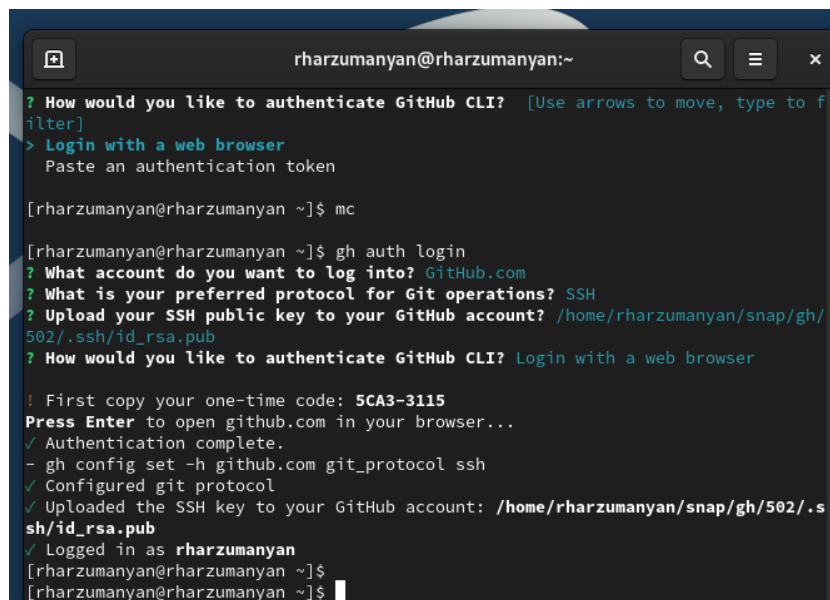 rharzumanyan@rharzumanyan:~
? How would you like to authenticate GitHub CLI?  [Use arrows to move, type to f
ilter]
> Login with a web browser
  Paste an authentication token
[rharzumanyan@rharzumanyan ~]$ mc
[rharzumanyan@rharzumanyan ~]$ gh auth login
? What account do you want to log into? GitHub.com
? What is your preferred protocol for Git operations? SSH
? Upload your SSH public key to your GitHub account? /home/rharzumanyan/snap/gh/
502/.ssh/id_rsa.pub
? How would you like to authenticate GitHub CLI? Login with a web browser
! First copy your one-time code: 5CA3-3115
Press Enter to open github.com in your browser...
✓ Authentication complete.
- gh config set -h github.com git_protocol ssh
✓ Configured git protocol
✓ Uploaded the SSH key to your GitHub account: /home/rharzumanyan/snap/gh/502/.s
sh/id_rsa.pub
✓ Logged in as rharzumanyan
[rharzumanyan@rharzumanyan ~]$
[rharzumanyan@rharzumanyan ~]$